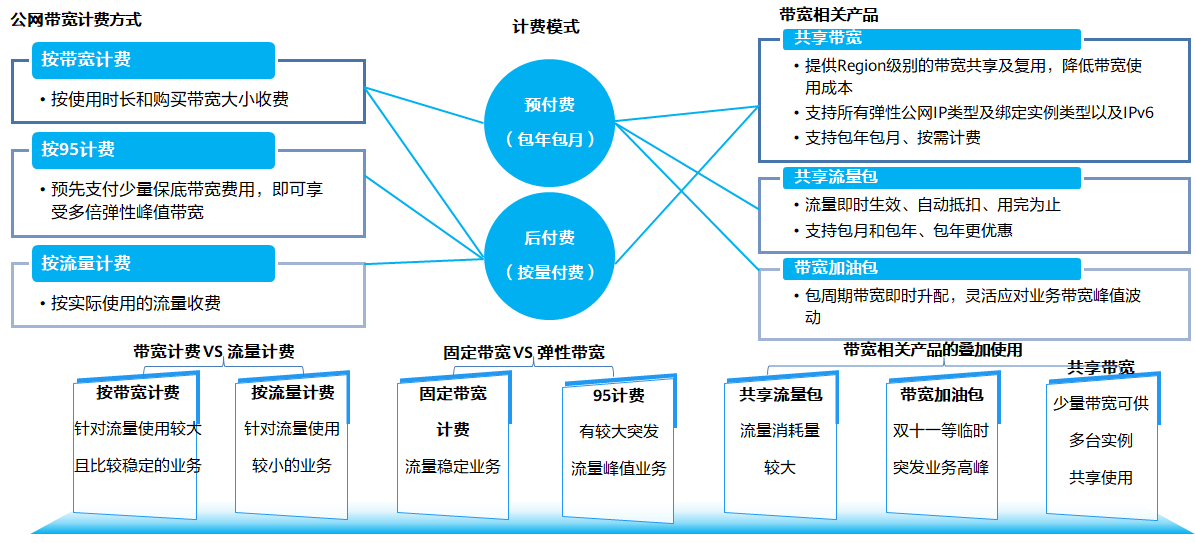 公网带宽计费方式
按带宽计费
• 按使用时长和购买带宽大小收费
按95计费
• 预先支付少量保底带宽费用，即可享
受多倍弹性峰值带宽
按流量计费
• 按实际使用的流量收费
计费模式
预付费
（包年包月）
后付费
（按量付费）
带宽相关产品
共享带宽
• 提供Region级别的带宽共享及复用，降低带宽使
用成本
• 支持所有弹性公网IP类型及绑定实例类型以及IPv6
• 支持包年包月、按需计费
共享流量包
• 流量即时生效、自动抵扣、用完为止
• 支持包月和包年、包年更优惠
带宽加油包
• 包周期带宽即时升配，灵活应对业务带宽峰值波
动
带宽计费 VS 流量计费
按带宽计费
针对流量使用较大
且比较稳定的业务
按流量计费
针对流量使用
较小的业务
固定带宽 VS 弹性带宽
固定带宽
计费
流量稳定业务
95计费
有较大突发
流量峰值业务
带宽相关产品的叠加使用
共享流量包
流量消耗量
较大
带宽加油包
双十一等临时
突发业务高峰
共享带宽
少量带宽可供
多台实例
共享使用